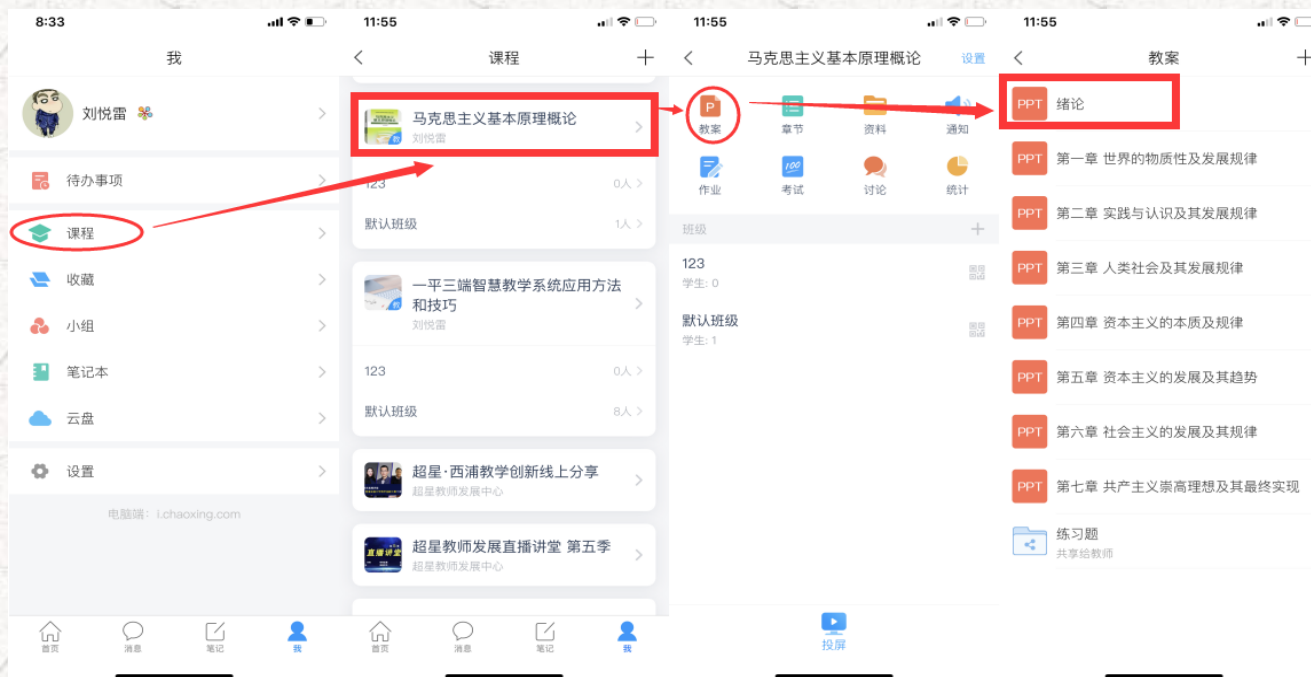 8:33
我
刘悦雷
待办事项
课程
收藏
小组
笔记本
云盘
设置
电脑端：i.chaoxing.com
首页
消息
笔记
我
11:55
课程
马克思主义基本原理概论
刘悦雷
123
0人
默认班级
1人
一平三端智慧教学系统应用方法
和技巧
刘悦雷
123
0人
默认班级
8人
超星·西浦教学创新线上分享
超星教师发展中心
直播讲堂
超星教师发展直播讲堂 第五季
超星教师发展中心
首页
消息
笔记
我
11:55
马克思主义基本原理概论
设置
教案
章节
资料
通知
作业
考试
讨论
统计
班级
123
学生: 0
默认班级
学生: 1
投屏
11:55
教案
PPT 绪论
PPT 第一章 世界的物质性及发展规律
PPT 第二章 实践与认识及其发展规律
PPT 第三章 人类社会及其发展规律
PPT 第四章 资本主义的本质及规律
PPT 第五章 资本主义的发展及其趋势
PPT 第六章 社会主义的发展及其规律
PPT 第七章 共产主义崇高理想及其最终实现
练习题
共享给教师